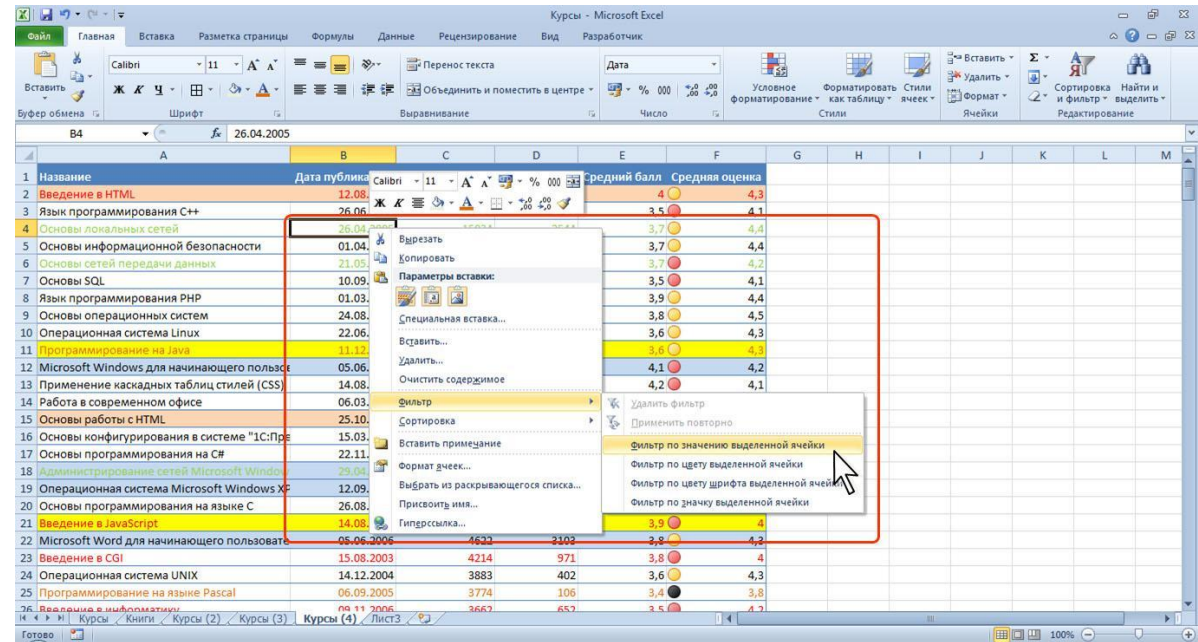 Курсы - Microsoft Excel
Файл Главная Вставка Разметка страницы Формулы Данные Рецензирование Вид Разработчик
Вставить
Calibri 11
Ж К Ч
Перенос текста
Объединить и поместить в центре
Дата
% 000
Условное форматирование
Форматировать как таблицу
Стили ячеек
Вставить
Удалить
Формат
Сортировка и фильтр
Найти и выделить
Буфер обмена Шрифт Выравнивание Число Стили Ячейки Редактирование
B4 fx 26.04.2005
A B C D E F G H I J K L M
1 Название Дата публика Средний балл Средняя оценка
Calibri 11 % 000
Ж К
2 Введение в HTML 12.08. 4 4,3
3 Язык программирования C++ 26.06 3,5 4,1
4 Основы локальных сетей 26.04.2005 3,7 4,4
5 Основы информационной безопасности 01.04. 3,7 4,4
6 Основы сетей передачи данных 21.05. 3,7 4,2
7 Основы SQL 10.09. 3,5 4,1
8 Язык программирования PHP 01.03. 3,9 4,4
9 Основы операционных систем 24.08. 3,8 4,5
10 Операционная система Linux 22.06. 3,6 4,3
11 Программирование на Java 11.12. 3,6 4,3
12 Microsoft Windows для начинающего пользов 05.06. 4,1 4,2
13 Применение каскадных таблиц стилей (CSS) 14.08. 4,2 4,1
14 Работа в современном офисе 06.03.
15 Основы работы с HTML 25.10.
16 Основы конфигурирования в системе "1С:Пре 15.03.
17 Основы программирования на C# 22.11.
18 Администрирование сетей Microsoft Window 29.04.
19 Операционная система Microsoft Windows XP 12.09.
20 Основы программирования на языке C 26.08.
21 Введение в JavaScript 14.08. 3,9 4
22 Microsoft Word для начинающего пользовате 05.06.2006 4622 3103 3,8 4,3
23 Введение в CGI 15.08.2003 4214 971 3,8 4
24 Операционная система UNIX 14.12.2004 3883 402 3,6 4,3
25 Программирование на языке Pascal 06.09.2005 3774 106 3,4 3,8
26 Введение в информатику 09.11.2006 3662 652 3,5 4,2
Вырезать
Копировать
Параметры вставки:
Специальная вставка...
Вставить...
Удалить...
Очистить содержимое
Фильтр
Сортировка
Вставить примечание
Формат ячеек...
Выбрать из раскрывающегося списка...
Присвоить имя...
Гиперссылка...
Удалить фильтр
Применить повторно
Фильтр по значению выделенной ячейки
Фильтр по цвету выделенной ячейки
Фильтр по цвету шрифта выделенной ячейки
Фильтр по значку выделенной ячейки
Курсы Книги Курсы (2) Курсы (3) Курсы (4) Лист3
Готово 100%